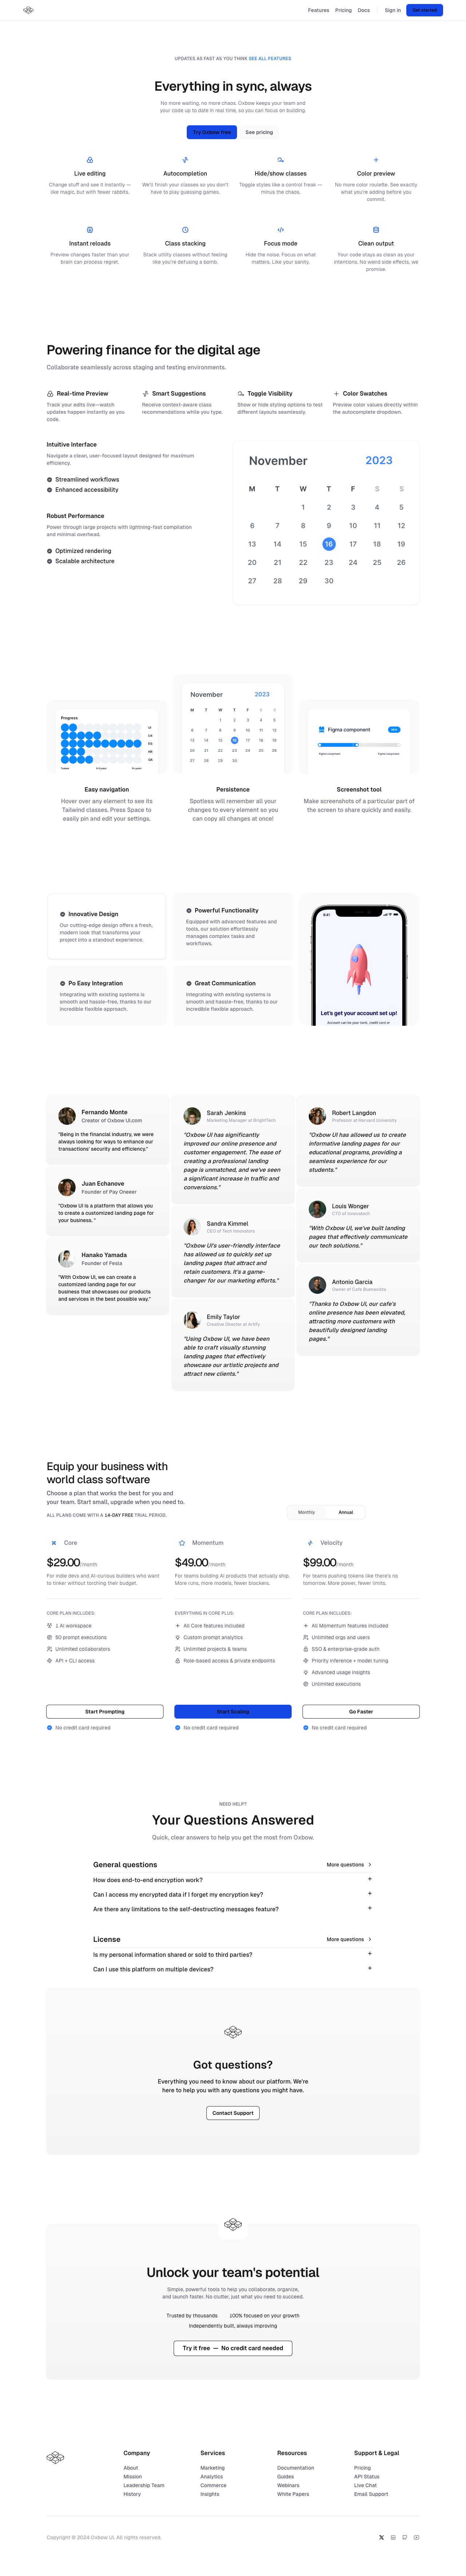 Features Pricing Docs Sign in Get started
UPDATES AS FAST AS YOU THINK SEE ALL FEATURES
Everything in sync, always
No more waiting, no more chaos. Oxbow keeps your team and
your code up to date in real time, so you can focus on building.
Try Oxbow free See pricing
Live editing
Change stuff and see it instantly —
like magic, but with fewer rabbits.
Autocompletion
We'll finish your classes so you don't
have to play guessing games.
Hide/show classes
Toggle styles like a control freak —
minus the chaos.
Color preview
No more color roulette. See exactly
what you're adding before you
commit.
Instant reloads
Preview changes faster than your
brain can process regret.
Class stacking
Stack utility classes without feeling
like you're defusing a bomb.
Focus mode
Hide the noise. Focus on what
matters. Like your sanity.
Clean output
Your code stays as clean as your
intentions. No weird side effects, we
promise.
Powering finance for the digital age
Collaborate seamlessly across staging and testing environments.
Real-time Preview
Track your edits live—watch
updates happen instantly as you
code.
Smart Suggestions
Receive context-aware class
recommendations while you type.
Toggle Visibility
Show or hide styling options to test
different layouts seamlessly.
Color Swatches
Preview color values directly within
the autocomplete dropdown.
Intuitive Interface
Navigate a clean, user-focused layout designed for maximum
efficiency.
Streamlined workflows
Enhanced accessibility
Robust Performance
Power through large projects with lightning-fast compilation
and minimal overhead.
Optimized rendering
Scalable architecture
November 2023
M T W T F S S
1 2 3 4 5
6 7 8 9 10 11 12
13 14 15 16 17 18 19
20 21 22 23 24 25 26
27 28 29 30
Progress
Easy navigation
Hover over any element to see its
Tailwind classes. Press Space to
easily pin and edit your settings.
November 2023
M T W T F S S
1 2 3 4 5
6 7 8 9 10 11 12
13 14 15 16 17 18 19
20 21 22 23 24 25 26
27 28 29 30
Persistence
Spotless will remember all your
changes to every element so you
can copy all changes at once!
Figma component
Figma component Figma component
Screenshot tool
Make screenshots of a particular part of
the screen to share quickly and easily.
Innovative Design
Our cutting-edge design offers a fresh,
modern look that transforms your
project into a standout experience.
Powerful Functionality
Equipped with advanced features and
tools, our solution effortlessly
manages complex tasks and
workflows.
Po Easy Integration
Integrating with existing systems is
smooth and hassle-free, thanks to our
incredible flexible approach.
Great Communication
Integrating with existing systems is
smooth and hassle-free, thanks to our
incredible flexible approach.
9:41
Let's get your account set up!
Account can be your bank, credit card or
Fernando Monte
Creator of Oxbow UI.com
"Being in the financial industry, we were
always looking for ways to enhance our
transactions' security and efficiency."
Juan Echanove
Founder of Pay Oneeer
"Oxbow UI is a platform that allows you
to create a customized landing page for
your business. "
Hanako Yamada
Founder of Festa
"With Oxbow UI, we can create a
customized landing page for our
business that showcases our products
and services in the best possible way."
Sarah Jenkins
Marketing Manager at BrightTech
"Oxbow UI has significantly
improved our online presence and
customer engagement. The ease of
creating a professional landing
page is unmatched, and we've seen
a significant increase in traffic and
conversions."
Sandra Kimmel
CEO of Tech Innovators
"Oxbow UI's user-friendly interface
has allowed us to quickly set up
landing pages that attract and
retain customers. It's a game-
changer for our marketing efforts."
Emily Taylor
Creative Director at Artify
"Using Oxbow UI, we have been
able to craft visually stunning
landing pages that effectively
showcase our artistic projects and
attract new clients."
Robert Langdon
Professor at Harvard University
"Oxbow UI has allowed us to create
informative landing pages for our
educational programs, providing a
seamless experience for our
students."
Louis Wonger
CTO of Innovatech
"With Oxbow UI, we've built landing
pages that effectively communicate
our tech solutions."
Antonio Garcia
Owner of Cafe Buenavista
"Thanks to Oxbow UI, our cafe's
online presence has been elevated,
attracting more customers with
beautifully designed landing
pages."
Equip your business with
world class software
Choose a plan that works the best for you and
your team. Start small, upgrade when you need to.
ALL PLANS COME WITH A 14-DAY FREE TRIAL PERIOD.
Monthly Annual
Core
$29.00/month
For indie devs and AI-curious builders who want
to tinker without torching their budget.
CORE PLAN INCLUDES:
1 AI workspace
50 prompt executions
Unlimited collaborators
API + CLI access
Start Prompting
No credit card required
Momentum
$49.00/month
For teams building AI products that actually ship.
More runs, more models, fewer blockers.
EVERYTHING IN CORE PLUS:
All Core features included
Custom prompt analytics
Unlimited projects & teams
Role-based access & private endpoints
Start Scaling
No credit card required
Velocity
$99.00/month
For teams pushing tokens like there's no
tomorrow. More power, fewer limits.
CORE PLAN INCLUDES:
All Momentum features included
Unlimited orgs and users
SSO & enterprise-grade auth
Priority inference + model tuning
Advanced usage insights
Unlimited executions
Go Faster
No credit card required
NEED HELP?
Your Questions Answered
Quick, clear answers to help you get the most from Oxbow.
General questions More questions
How does end-to-end encryption work?
Can I access my encrypted data if I forget my encryption key?
Are there any limitations to the self-destructing messages feature?
License More questions
Is my personal information shared or sold to third parties?
Can I use this platform on multiple devices?
Got questions?
Everything you need to know about our platform. We're
here to help you with any questions you might have.
Contact Support
Unlock your team's potential
Simple, powerful tools to help you collaborate, organize,
and launch faster. No clutter, just what you need to succeed.
Trusted by thousands 100% focused on your growth
Independently built, always improving
Try it free — No credit card needed
Company
About
Mission
Leadership Team
History
Services
Marketing
Analytics
Commerce
Insights
Resources
Documentation
Guides
Webinars
White Papers
Support & Legal
Pricing
API Status
Live Chat
Email Support
Copyright © 2024 Oxbow UI. All rights reserved.